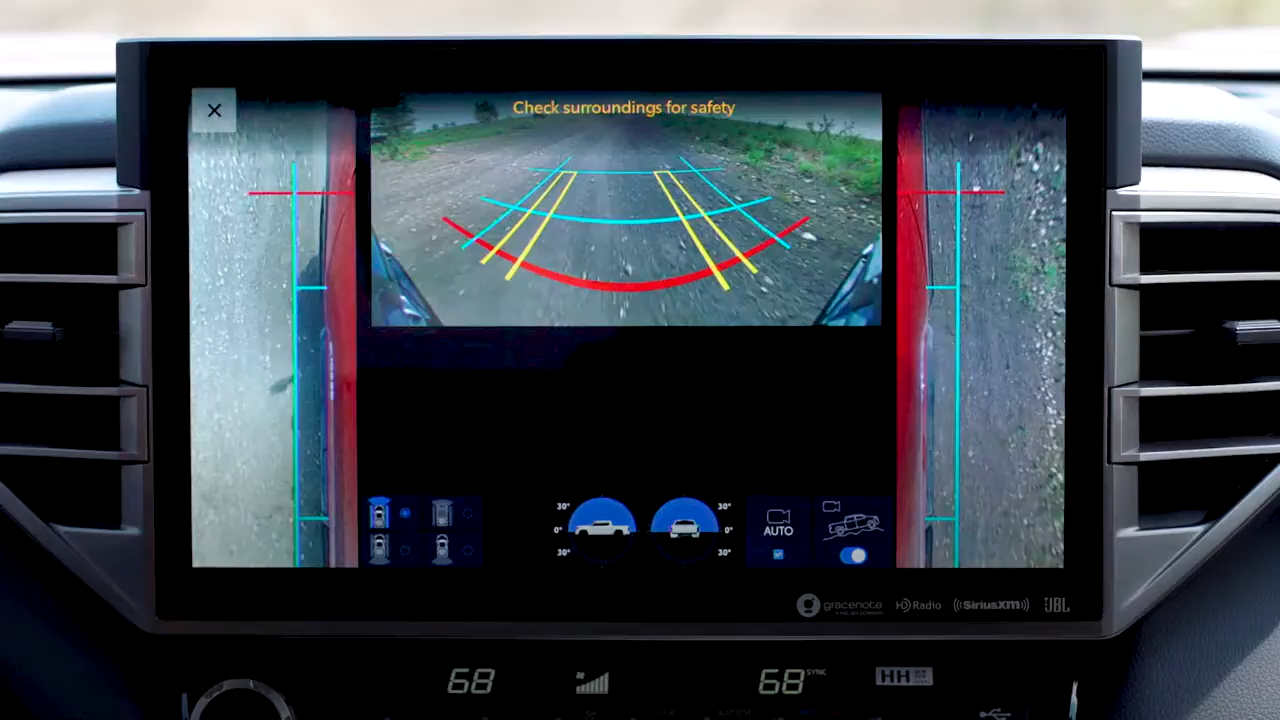 Check surroundings for safety
30°
0°
30°
30°
0°
30°
AUTO
gracenote
HD Radio
((SiriusXM))
JBL
68
68 SYNC
HH